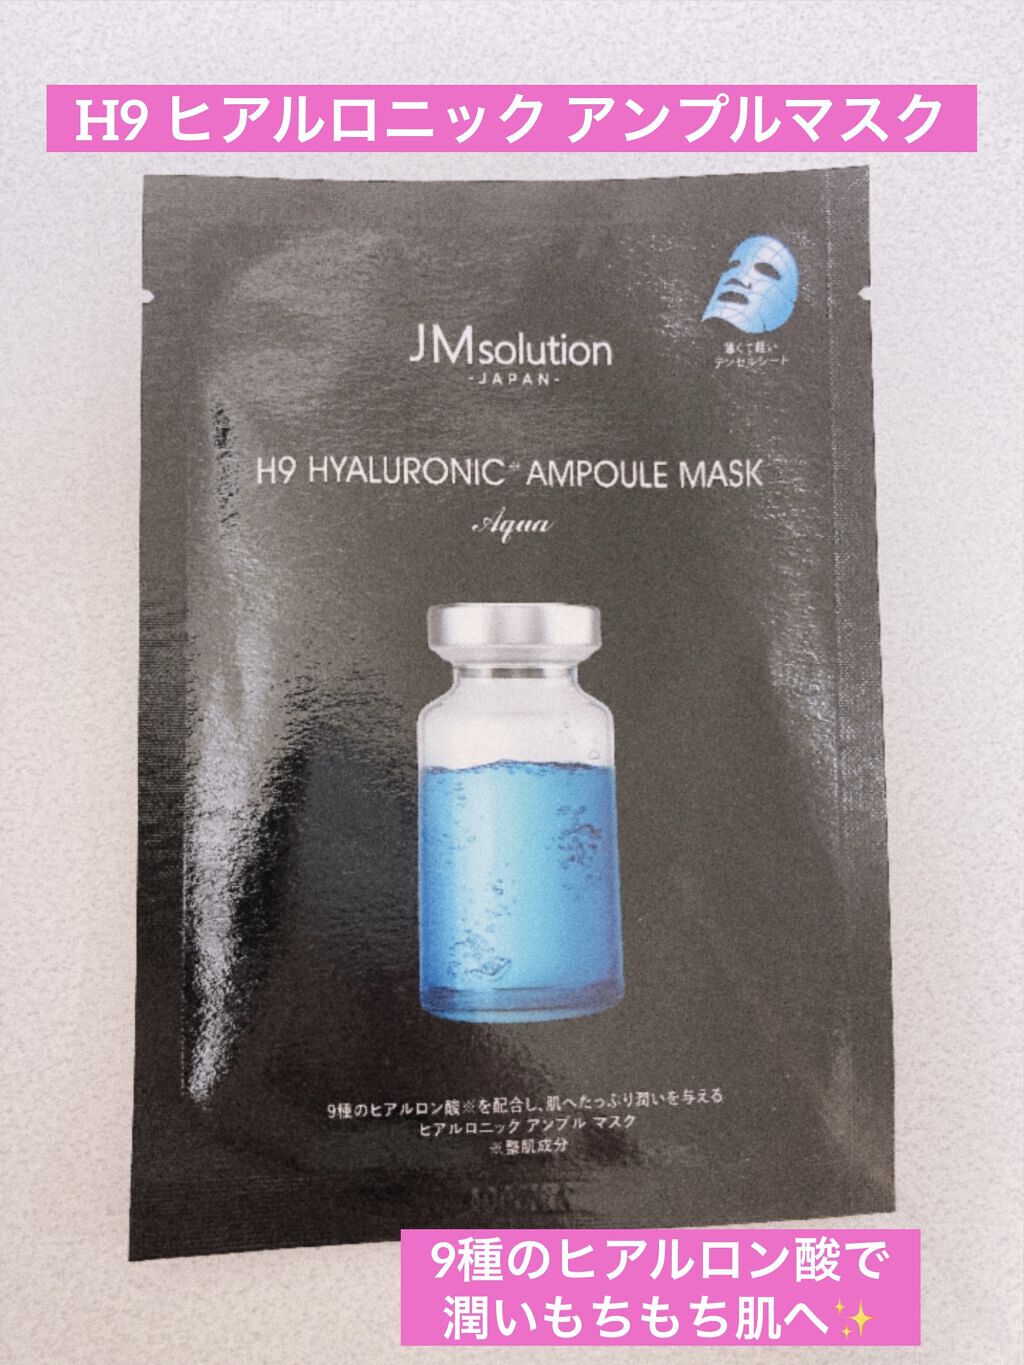 H9 ヒアルロニック アンプルマスク
JMsolution
-JAPAN-
薄くて軽い
テンセルシート
H9 HYALURONIC※ AMPOULE MASK
Aqua
9種のヒアルロン酸※を配合し、肌へたっぷり潤いを与える
ヒアルロニック アンプル マスク
※整肌成分
9種のヒアルロン酸で
潤いもちもち肌へ✨